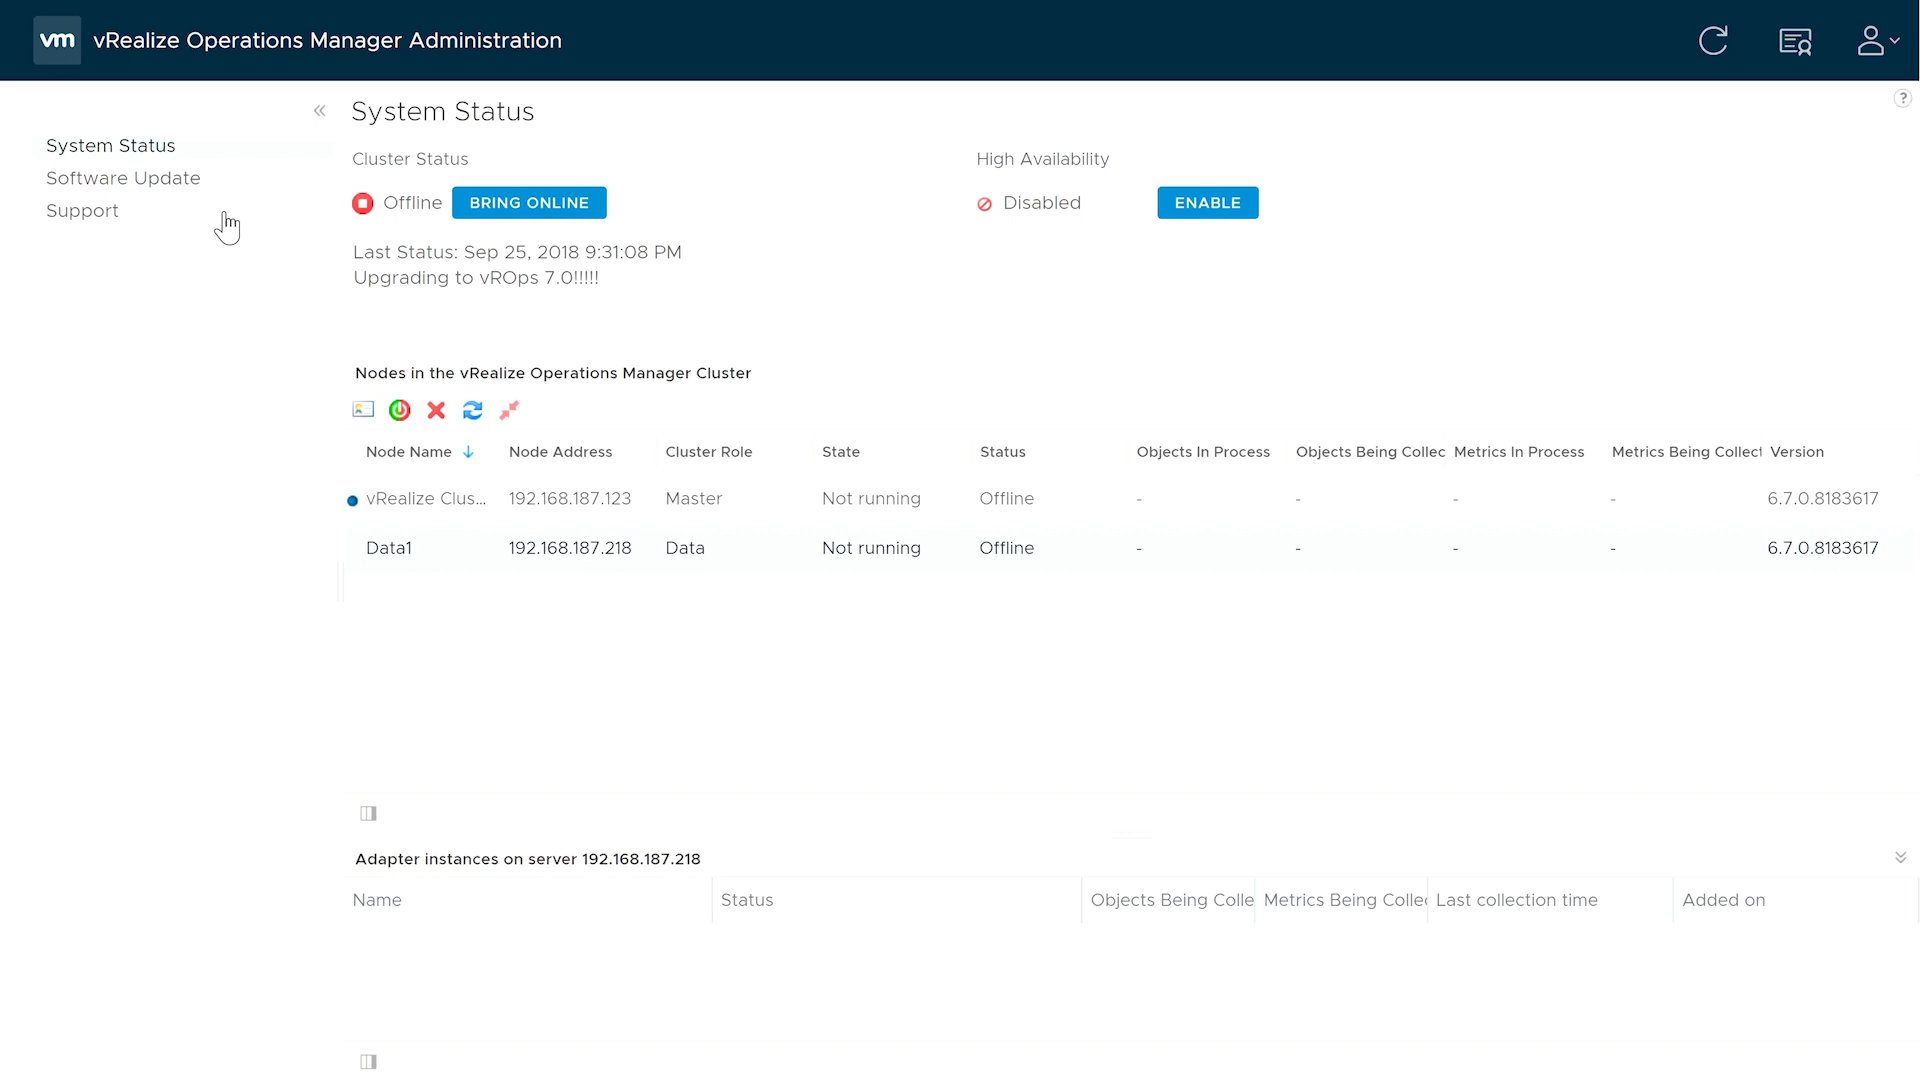 vm vRealize Operations Manager Administration
?
System Status
Software Update
Support
System Status
Cluster Status
High Availability
Offline BRING ONLINE
Disabled ENABLE
Last Status: Sep 25, 2018 9:31:08 PM
Upgrading to vROps 7.0!!!!!
Nodes in the vRealize Operations Manager Cluster
Node Name Node Address Cluster Role State Status Objects In Process Objects Being Collec Metrics In Process Metrics Being Collect Version
vRealize Clus... 192.168.187.123 Master Not running Offline - - - - 6.7.0.8183617
Data1 192.168.187.218 Data Not running Offline - - - - 6.7.0.8183617
Adapter instances on server 192.168.187.218
Name Status Objects Being Colle Metrics Being Collec Last collection time Added on